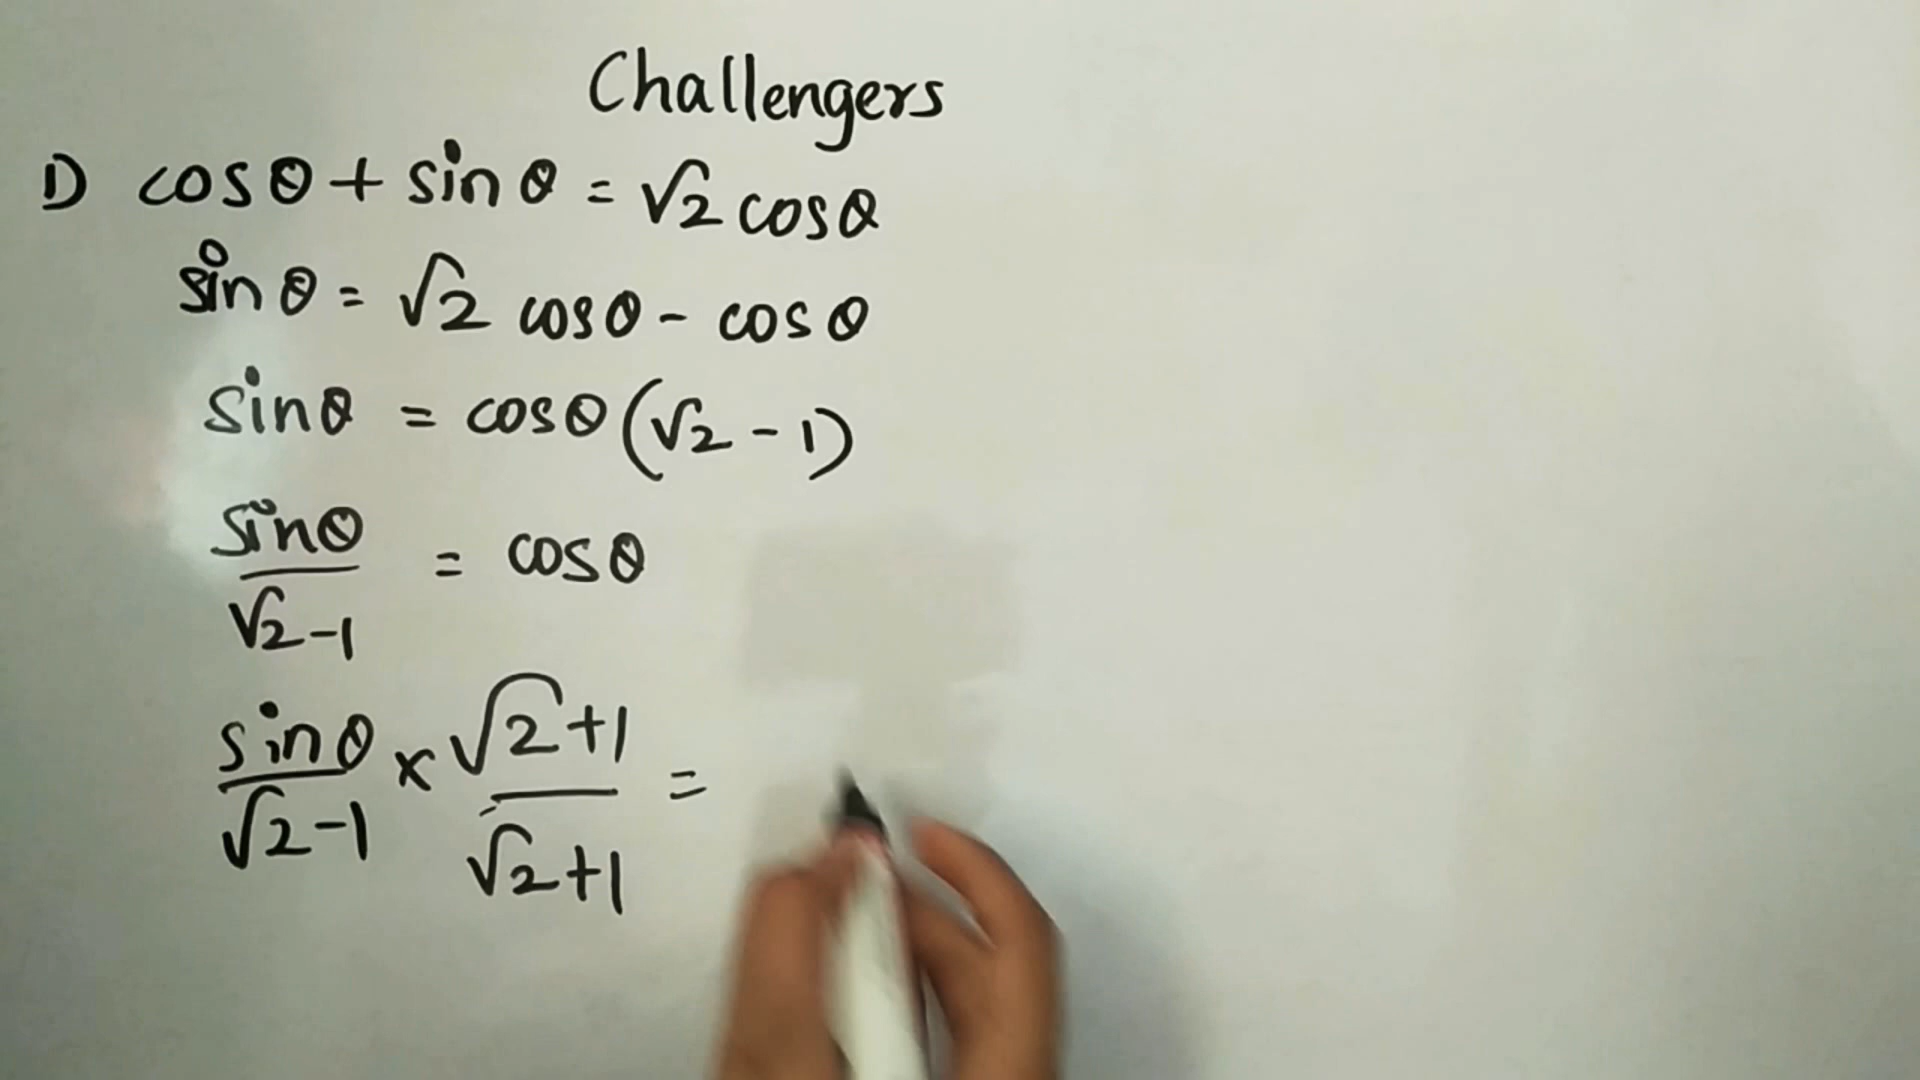 Challengers
1) cosθ + sinθ = √2 cosθ
sinθ = √2 cosθ - cosθ
sinθ = cosθ (√2 - 1)
sinθ / √2-1 = cosθ
sinθ / √2-1 × √2+1 / √2+1 =